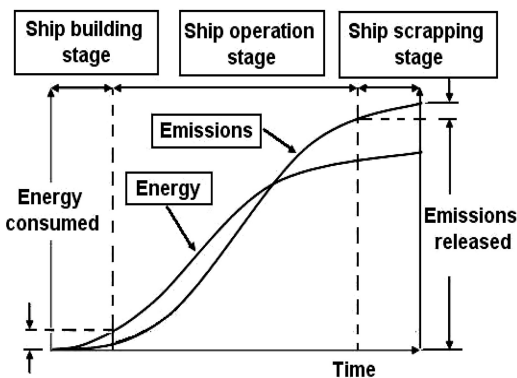 Ship building
stage
Ship operation
stage
Ship scrapping
stage
Emissions
Energy
Energy
consumed
Emissions
released
Time